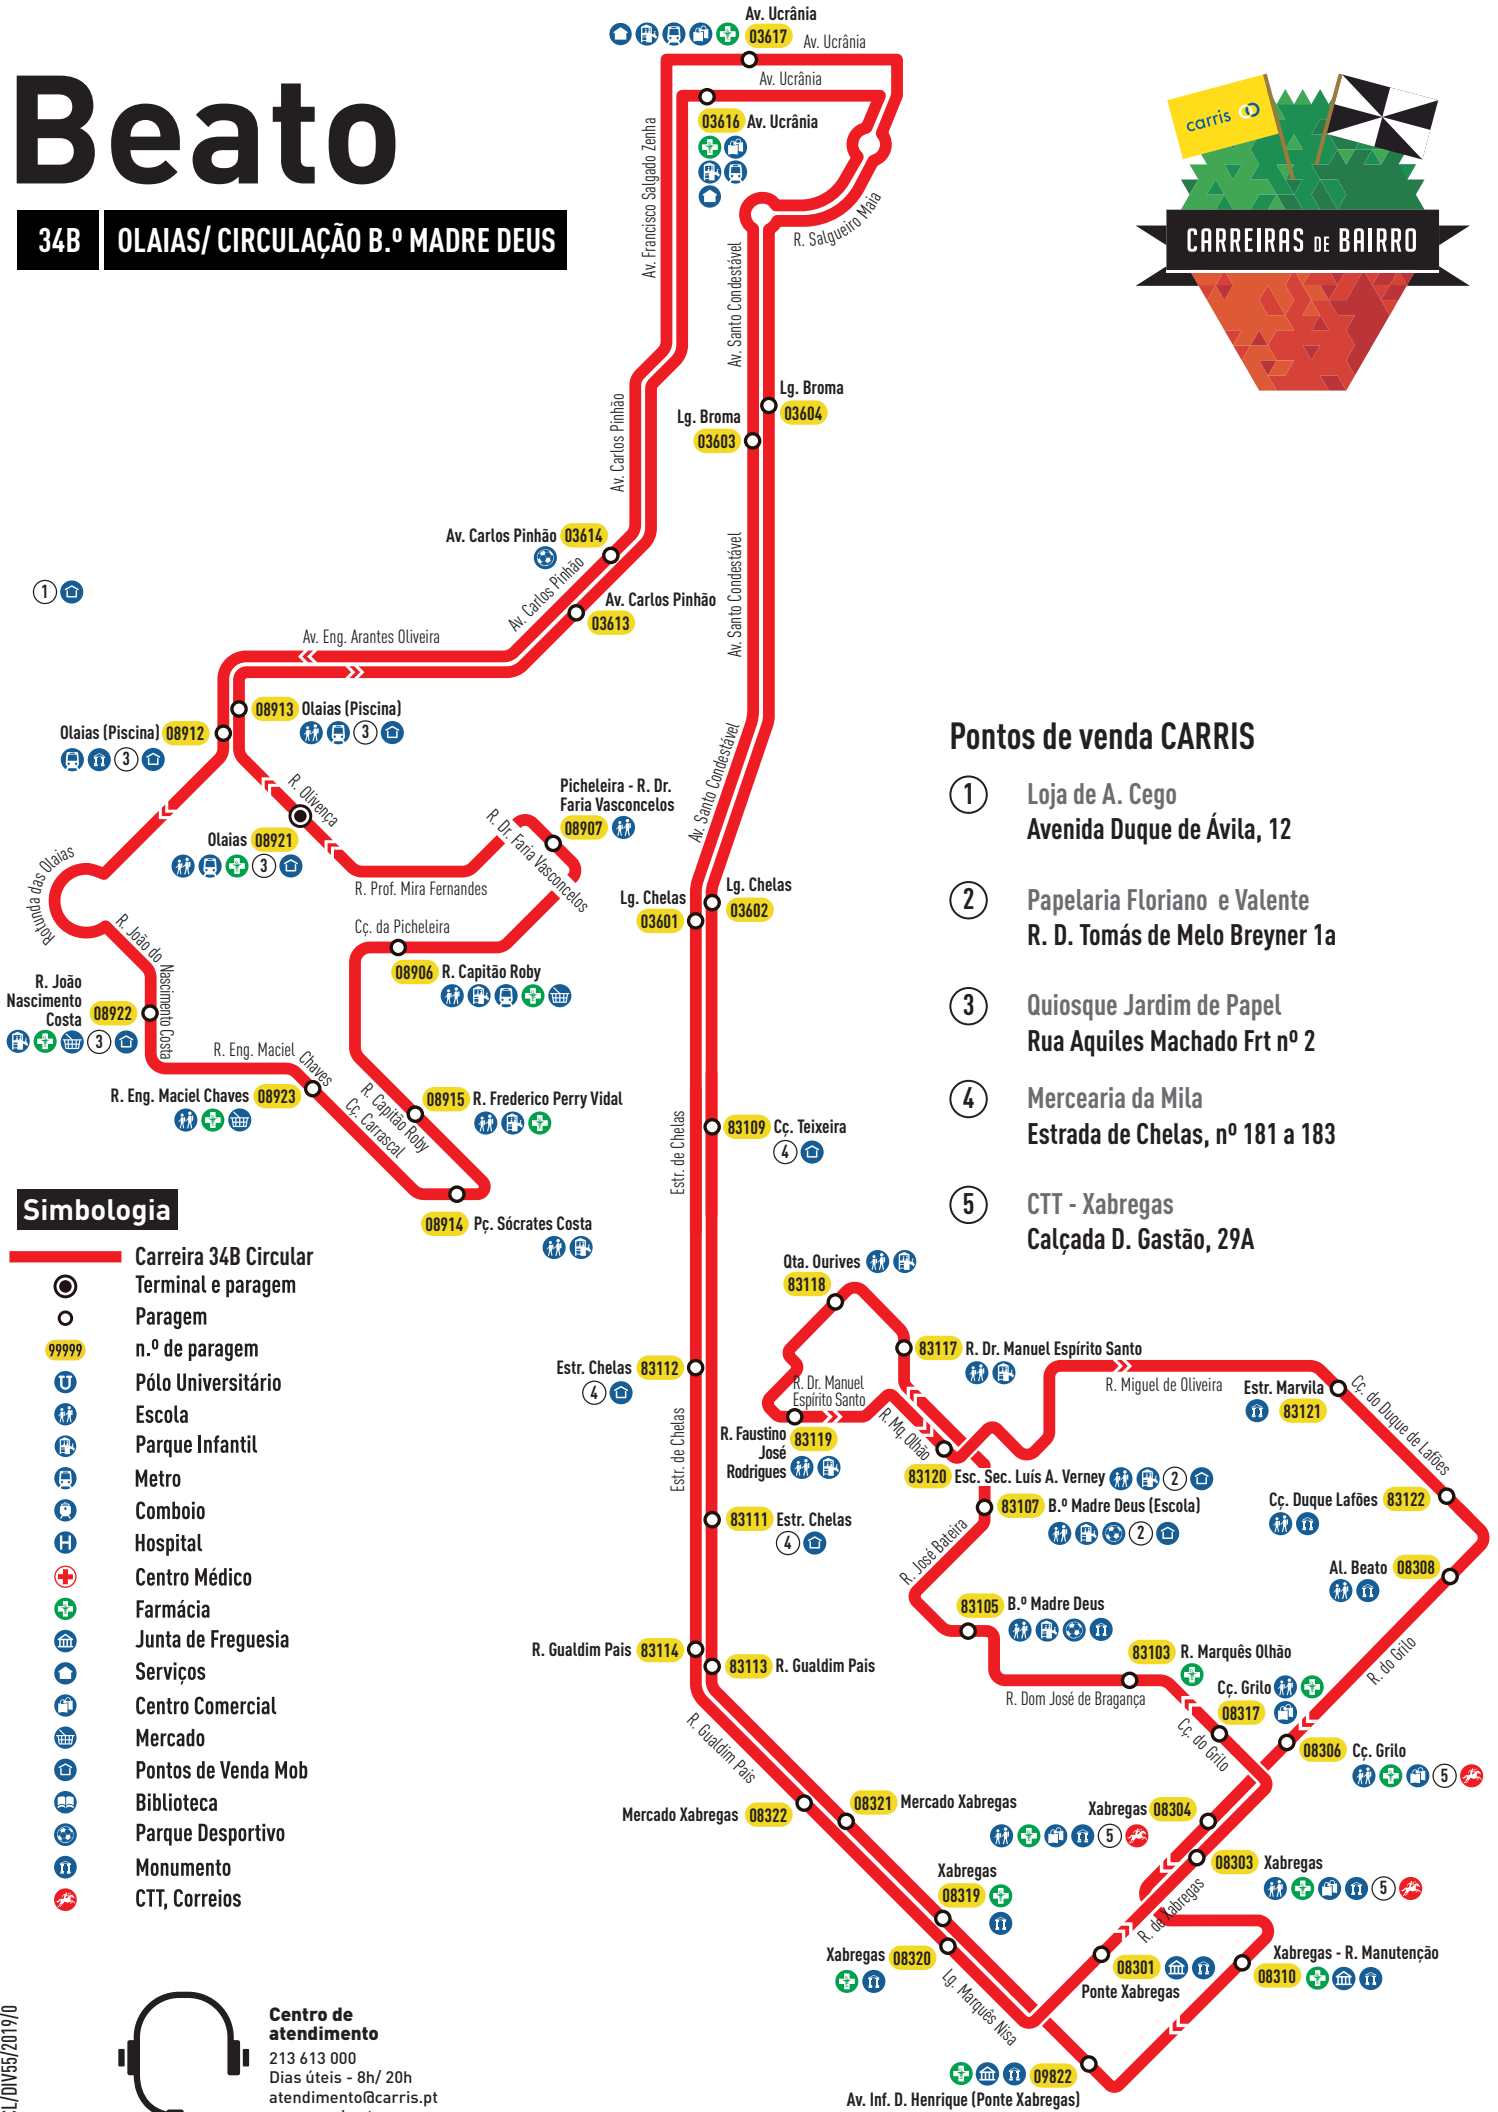 Beato
34B
OLAIAS/ CIRCULAÇÃO B.º MADRE DEUS
carris
CARREIRAS DE BAIRRO
Av. Ucrânia
03617
Av. Ucrânia
Av. Ucrânia
03616 Av. Ucrânia
Av. Francisco Salgado Zenha
R. Salgueiro Maia
Av. Santo Condestável
Lg. Broma
03604
Lg. Broma
03603
Av. Carlos Pinhão
Av. Carlos Pinhão 03614
Av. Carlos Pinhão
Av. Carlos Pinhão
03613
Av. Santo Condestável
1
Av. Eng. Arantes Oliveira
08913 Olaias (Piscina)
3
Olaias (Piscina) 08912
3
R. Olivença
Olaias 08921
3
Picheleira - R. Dr.
Faria Vasconcelos
08907
R. Dr. Faria Vasconcelos
R. Prof. Mira Fernandes
Av. Santo Condestável
Rotunda das Olaias
R. João do Nascimento Costa
Cç. da Picheleira
08906 R. Capitão Roby
Lg. Chelas
03601
Lg. Chelas
03602
R. João
Nascimento
Costa
08922
3
R. Eng. Maciel Chaves
R. Eng. Maciel Chaves 08923
R. Capitão Roby
Cç. Carrascal
08915 R. Frederico Perry Vidal
08914 Pç. Sócrates Costa
Estr. de Chelas
83109 Cç. Teixeira
4
Pontos de venda CARRIS
1
Loja de A. Cego
Avenida Duque de Ávila, 12
2
Papelaria Floriano e Valente
R. D. Tomás de Melo Breyner 1a
3
Quiosque Jardim de Papel
Rua Aquiles Machado Frt nº 2
4
Mercearia da Mila
Estrada de Chelas, nº 181 a 183
5
CTT - Xabregas
Calçada D. Gastão, 29A
Simbologia
Carreira 34B Circular
Terminal e paragem
Paragem
99999 n.º de paragem
Pólo Universitário
Escola
Parque Infantil
Metro
Comboio
H Hospital
Centro Médico
Farmácia
Junta de Freguesia
Serviços
Centro Comercial
Mercado
Pontos de Venda Mob
Biblioteca
Parque Desportivo
Monumento
CTT, Correios
Estr. Chelas 83112
4
Estr. de Chelas
83111 Estr. Chelas
4
Qta. Ourives
83118
83117 R. Dr. Manuel Espírito Santo
R. Dr. Manuel
Espírito Santo
R. Faustino
José
Rodrigues
83119
R. Mq. Olhão
83120 Esc. Sec. Luís A. Verney
2
R. Miguel de Oliveira
Estr. Marvila
83121
Cç. do Duque de Lafões
Cç. Duque Lafões 83122
83107 B.º Madre Deus (Escola)
2
R. José Bateira
Al. Beato 08308
83105 B.º Madre Deus
R. do Grilo
83103 R. Marquês Olhão
R. Dom José de Bragança
Cç. Grilo
08317
Cç. do Grilo
08306 Cç. Grilo
5
R. Gualdim Pais 83114
83113 R. Gualdim Pais
R. Gualdim Pais
Mercado Xabregas 08322
08321 Mercado Xabregas
5
Xabregas 08304
08303 Xabregas
5
R. de Xabregas
Xabregas
08319
Xabregas 08320
Lg. Marquês Nisa
08301
Ponte Xabregas
Xabregas - R. Manutenção
08310
09822
Av. Inf. D. Henrique (Ponte Xabregas)
Centro de
atendimento
213 613 000
Dias úteis - 8h/ 20h
atendimento@carris.pt
L/DIV55/2019/0